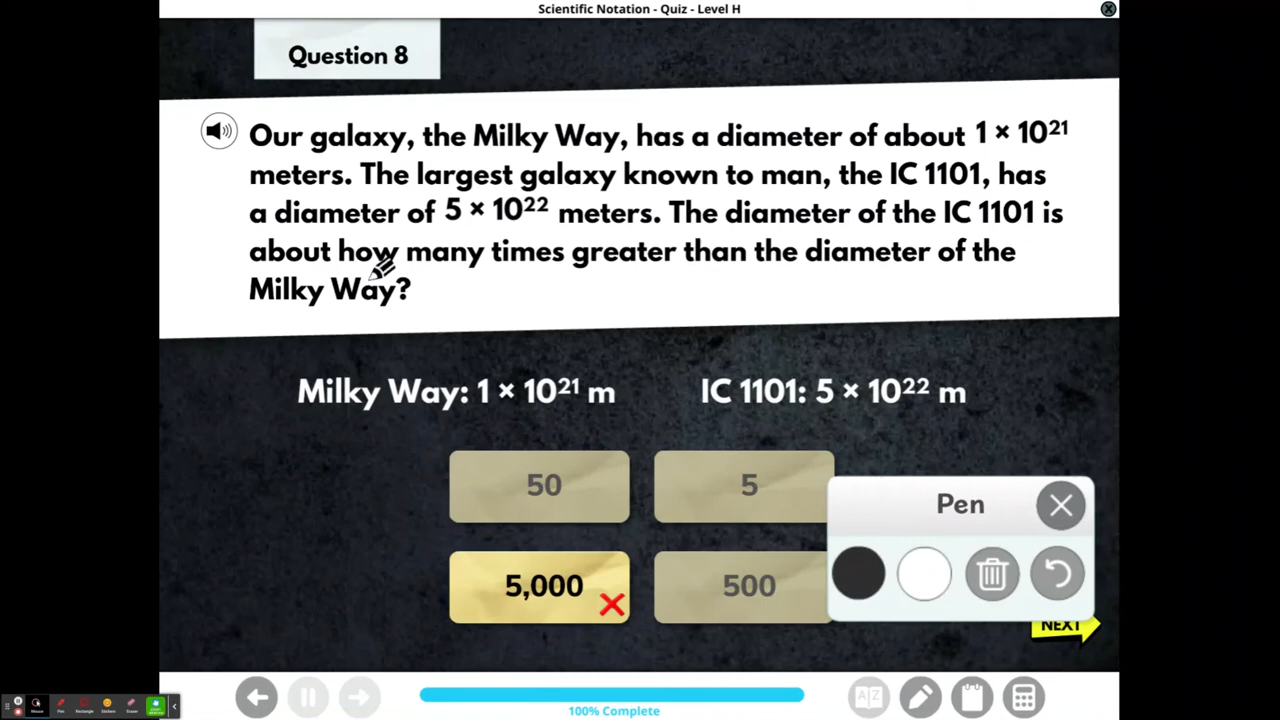 Scientific Notation - Quiz - Level H
Question 8
Our galaxy, the Milky Way, has a diameter of about 1 × 10²¹
meters. The largest galaxy known to man, the IC 1101, has
a diameter of 5 × 10²² meters. The diameter of the IC 1101 is
about how many times greater than the diameter of the
Milky Way?
Milky Way: 1 × 10²¹ m
IC 1101: 5 × 10²² m
50
5
Pen
5,000
500
NEXT
A Z
100% Complete